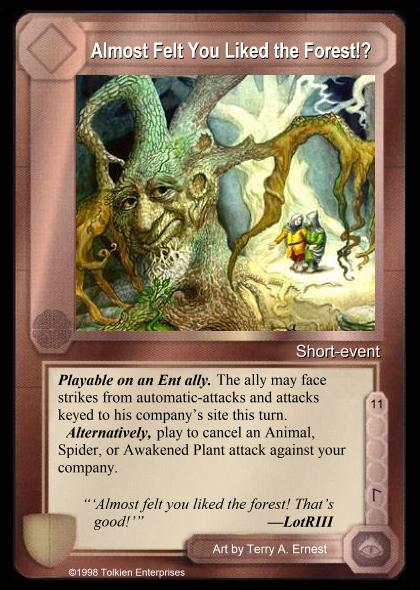 Almost Felt You Liked the Forest!?
Short-event
Playable on an Ent ally. The ally may face
strikes from automatic-attacks and attacks
keyed to his company's site this turn.
Alternatively, play to cancel an Animal,
Spider, or Awakened Plant attack against your
company.
11
"'Almost felt you liked the forest! That's
good!'" —LotRIII
Art by Terry A. Ernest
©1998 Tolkien Enterprises